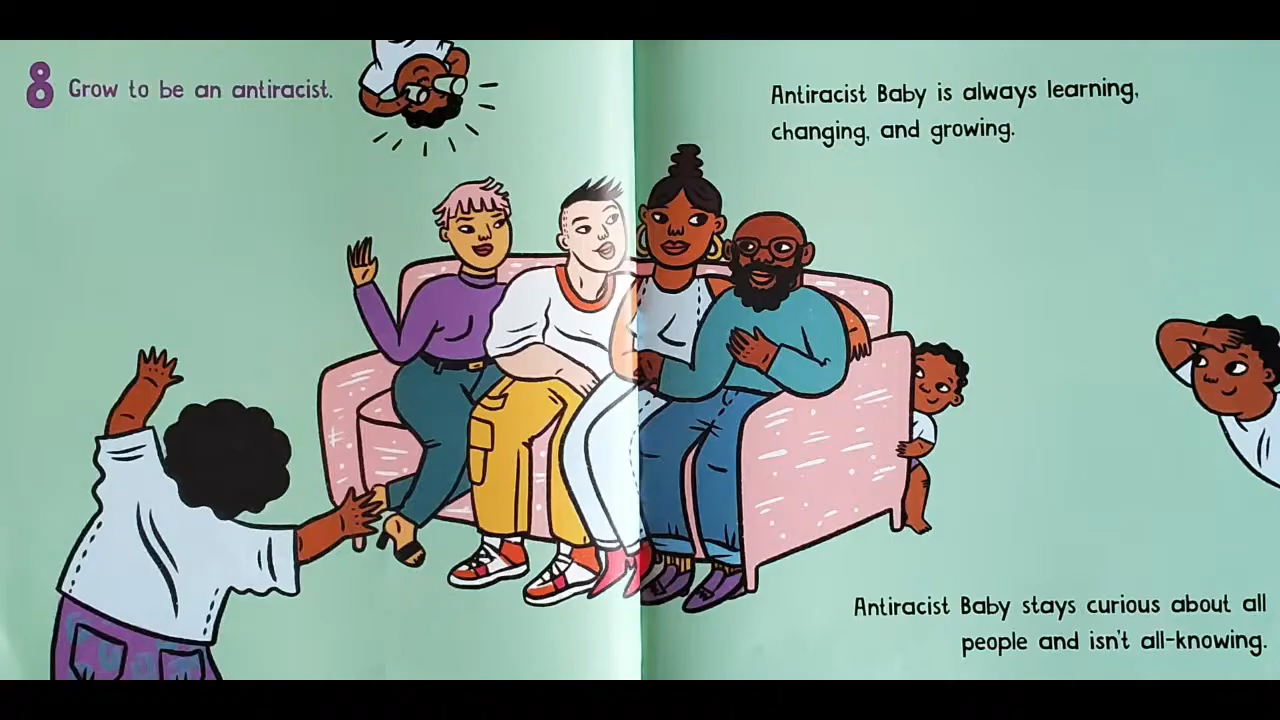 8 Grow to be an antiracist.
Antiracist Baby is always learning,
changing, and growing.
Antiracist Baby stays curious about all
people and isn't all-knowing.